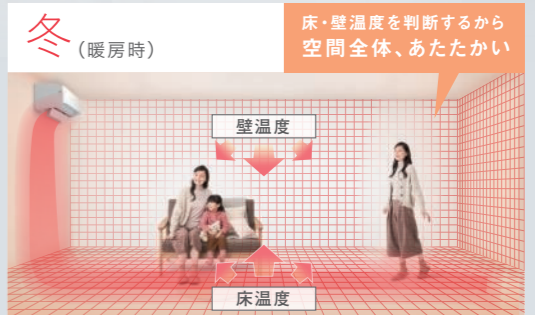 冬(暖房時)
床・壁温度を判断するから
空間全体、あたたかい
壁温度
床温度